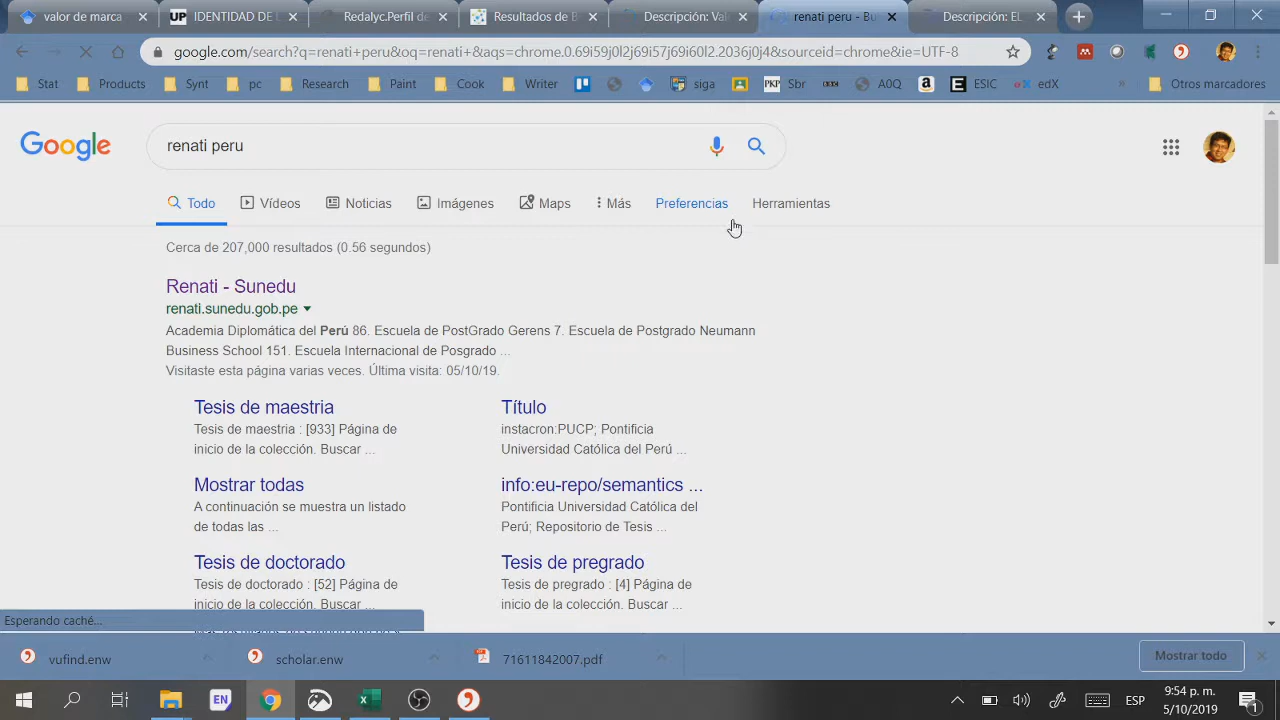 valor de marca
IDENTIDAD DE
Redalyc.Perfil de
Resultados de B
Descripción: Val
renati peru - Bu
Descripción: EL
google.com/search?q=renati+peru&oq=renati+&aqs=chrome.0.69i59j0l2j69i57j69i60l2.2036j0j4&sourceid=chrome&ie=UTF-8
Stat Products Synt pc Research Paint Cook Writer siga PKP Sbr A0Q a E ESIC eX edX » Otros marcadores
Google
renati peru
Todo Vídeos Noticias Imágenes Maps Más Preferencias Herramientas
Cerca de 207,000 resultados (0.56 segundos)
Renati - Sunedu
renati.sunedu.gob.pe
Academia Diplomática del Perú 86. Escuela de PostGrado Gerens 7. Escuela de Postgrado Neumann
Business School 151. Escuela Internacional de Posgrado ...
Visitaste esta página varias veces. Última visita: 05/10/19.
Tesis de maestria
Tesis de maestria : [933] Página de
inicio de la colección. Buscar ...
Título
instacron:PUCP; Pontificia
Universidad Católica del Perú ...
Mostrar todas
A continuación se muestra un listado
de todas las ...
info:eu-repo/semantics ...
Pontificia Universidad Católica del
Perú; Repositorio de Tesis ...
Tesis de doctorado
Tesis de doctorado : [52] Página de
inicio de la colección. Buscar ...
Tesis de pregrado
Tesis de pregrado : [4] Página de
inicio de la colección. Buscar ...
Esperando caché...
vufind.enw
scholar.enw
71611842007.pdf
Mostrar todo
EN
ESP
9:54 p. m.
5/10/2019
1